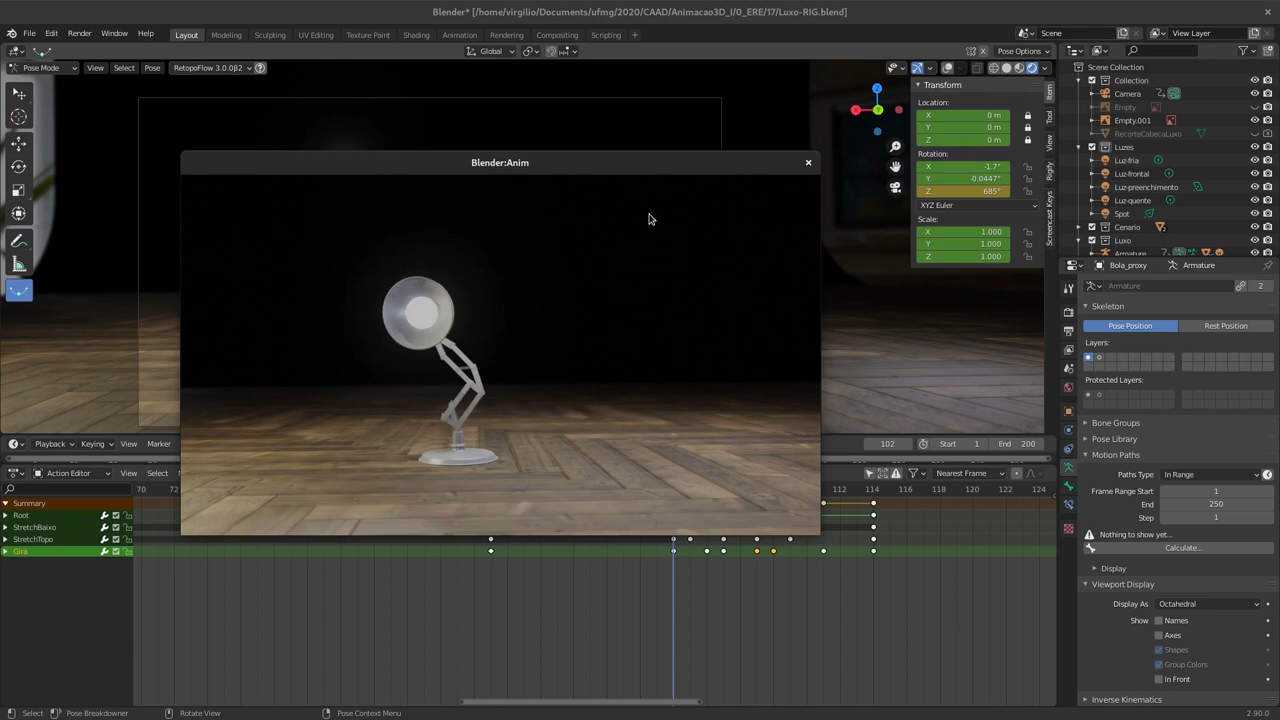 Blender* [/home/virgilio/Documents/ufmg/2020/CAAD/Animacao3D_I/0_ERE/17/Luxo-RIG.blend]
File Edit Render Window Help Layout Modeling Sculpting UV Editing Texture Paint Shading Animation Rendering Compositing Scripting + Scene View Layer
Global Pose Options
Pose Mode View Select Pose RetopoFlow 3.0.0β2
Z
X
Y
Transform
Location:
X 0 m
Y 0 m
Z 0 m
Rotation:
X -1.7°
Y -0.0447°
Z 685°
XYZ Euler
Scale:
X 1.000
Y 1.000
Z 1.000
Item
Tool
View
Rigify
Screencast Keys
Scene Collection
Collection
Camera
Empty
Empty.001
RecorteCabecaLuxo
Luzes
Luz-fria
Luz-frontal
Luz-preenchimento
Luz-quente
Spot
Cenario
Luxo
Armature
Blender:Anim
Bola_proxy Armature
Armature 2
Skeleton
Pose Position Rest Position
Layers:
Protected Layers:
Bone Groups
Pose Library
Motion Paths
Paths Type In Range
Frame Range Start 1
End 250
Step 1
Nothing to show yet...
Calculate...
Display
Viewport Display
Display As Octahedral
Show Names
Axes
Shapes
Group Colors
In Front
Inverse Kinematics
Playback Keying View Marker 102 Start 1 End 200
Action Editor View Select Nearest Frame
70 72 112 114 116 118 120 122 124
Summary
Root
StretchBaixo
StretchTopo
Gira
Select Pose Breakdowner Rotate View Pose Context Menu 2.90.0